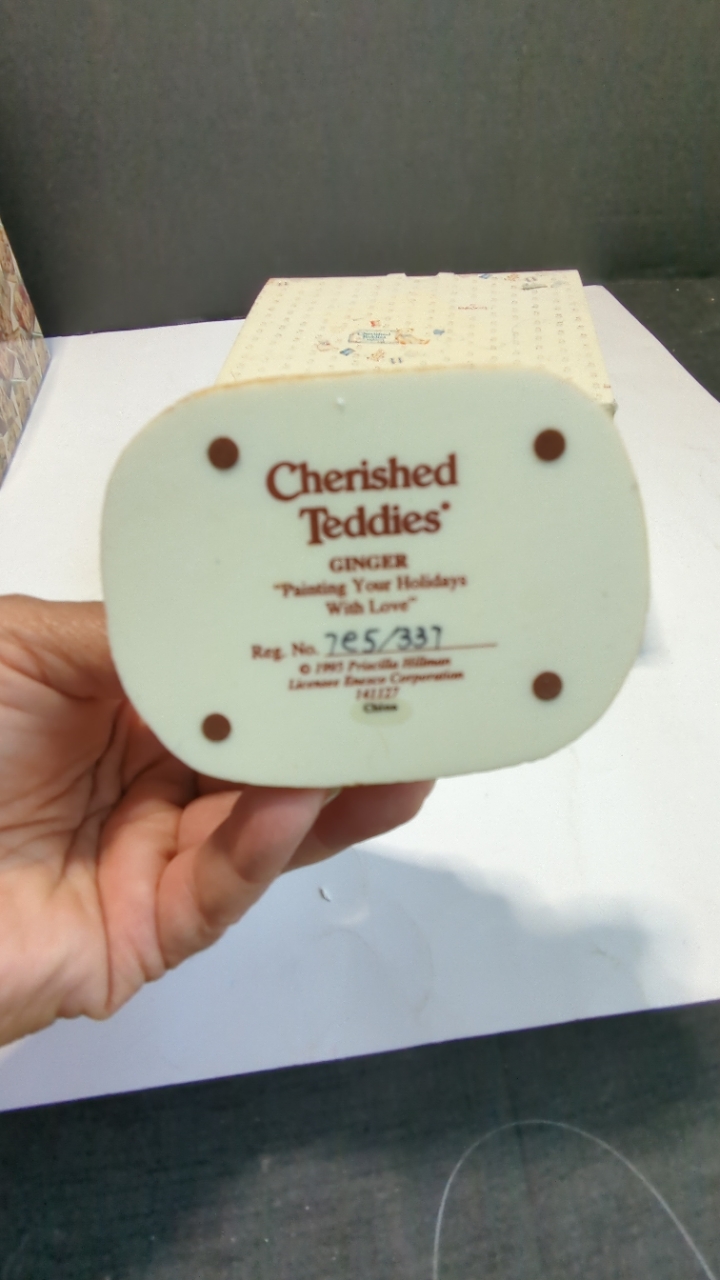 Cherished
Teddies
GINGER
"Painting Your Holidays
With Love"
Reg. No. 7e5/337
© 1995 Priscilla Hillman
Licensee Enesco Corporation
141127
China